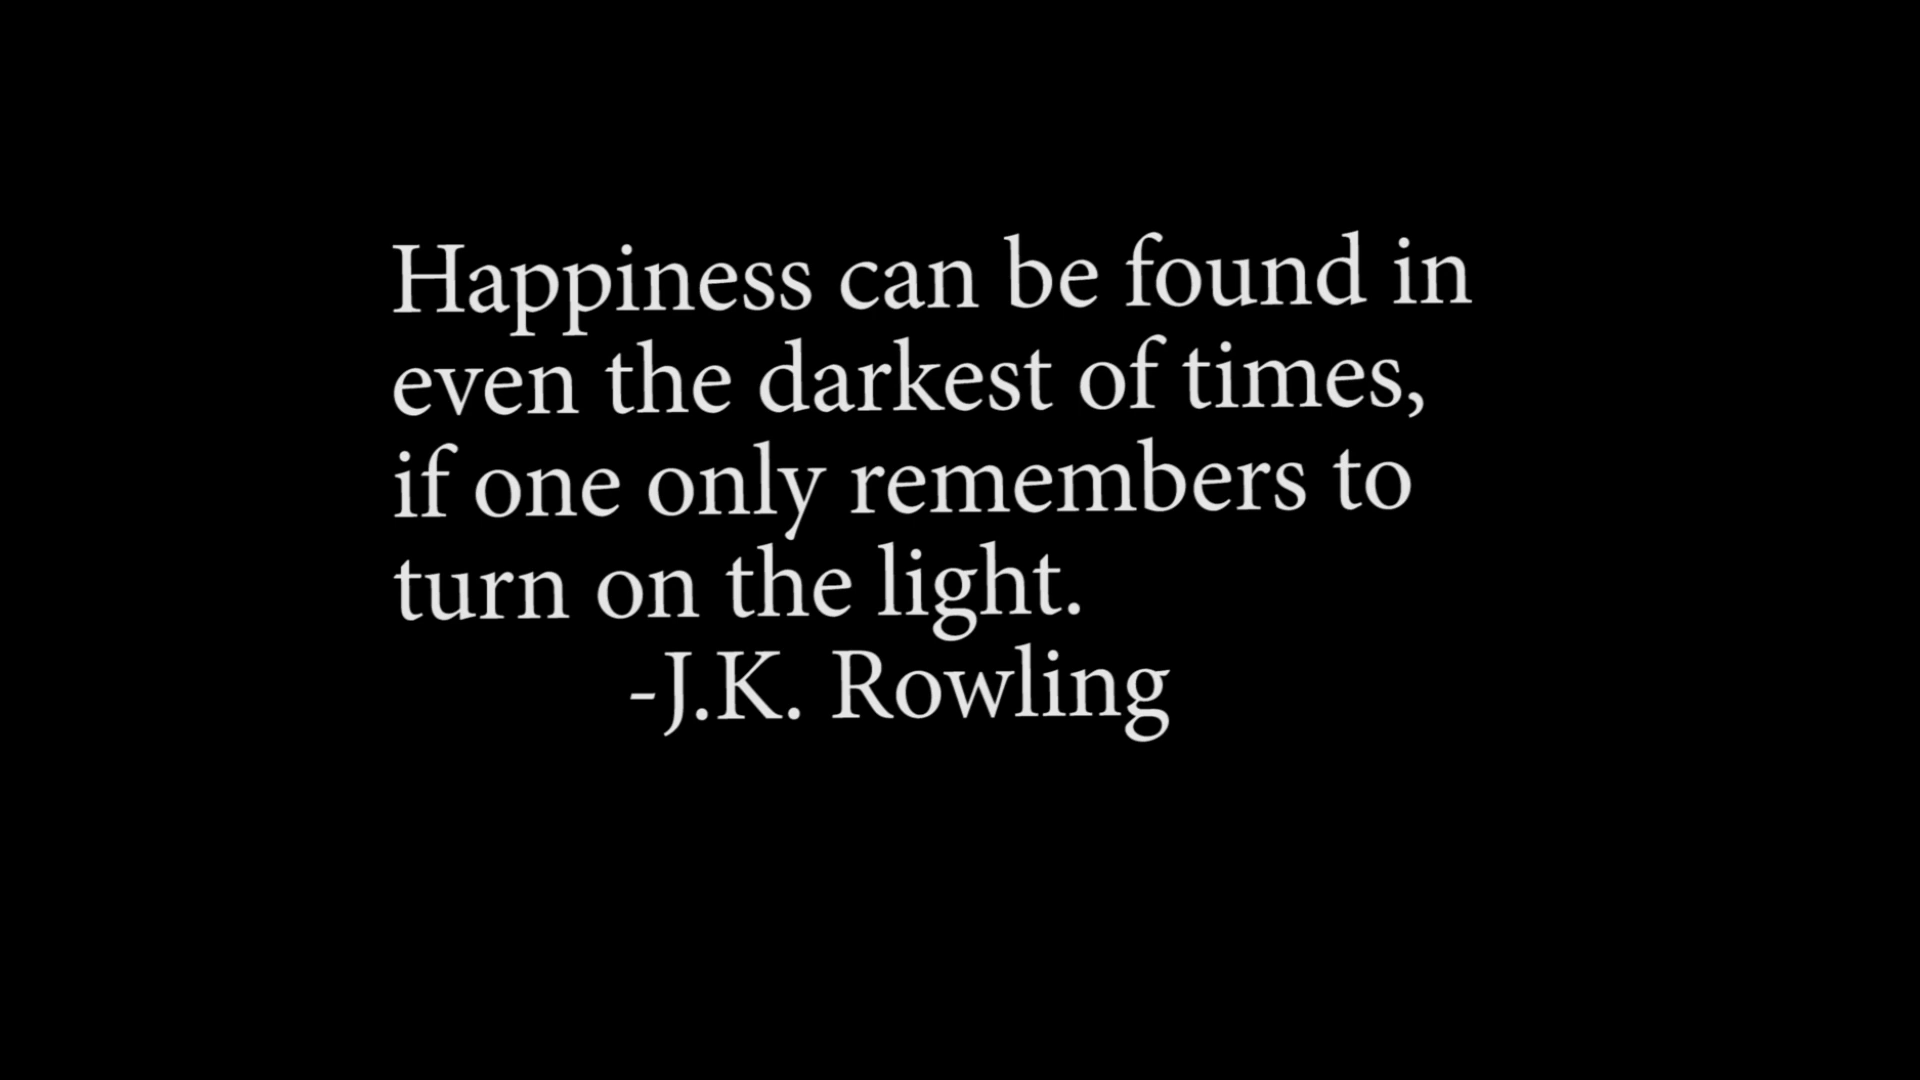 Happiness can be found in
even the darkest of times,
if one only remembers to
turn on the light.
-J.K. Rowling